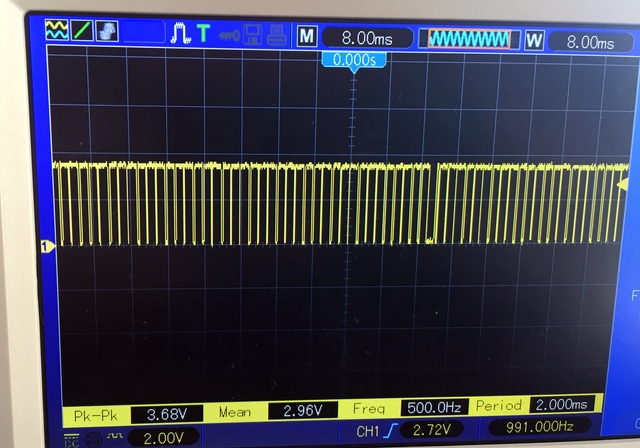 T M 8.00ms W 8.00ms
0.000s
1
F
Pk-Pk 3.68V Mean 2.96V Freq 500.0Hz Period 2.000ms
2.00V CH1 2.72V 991.000Hz